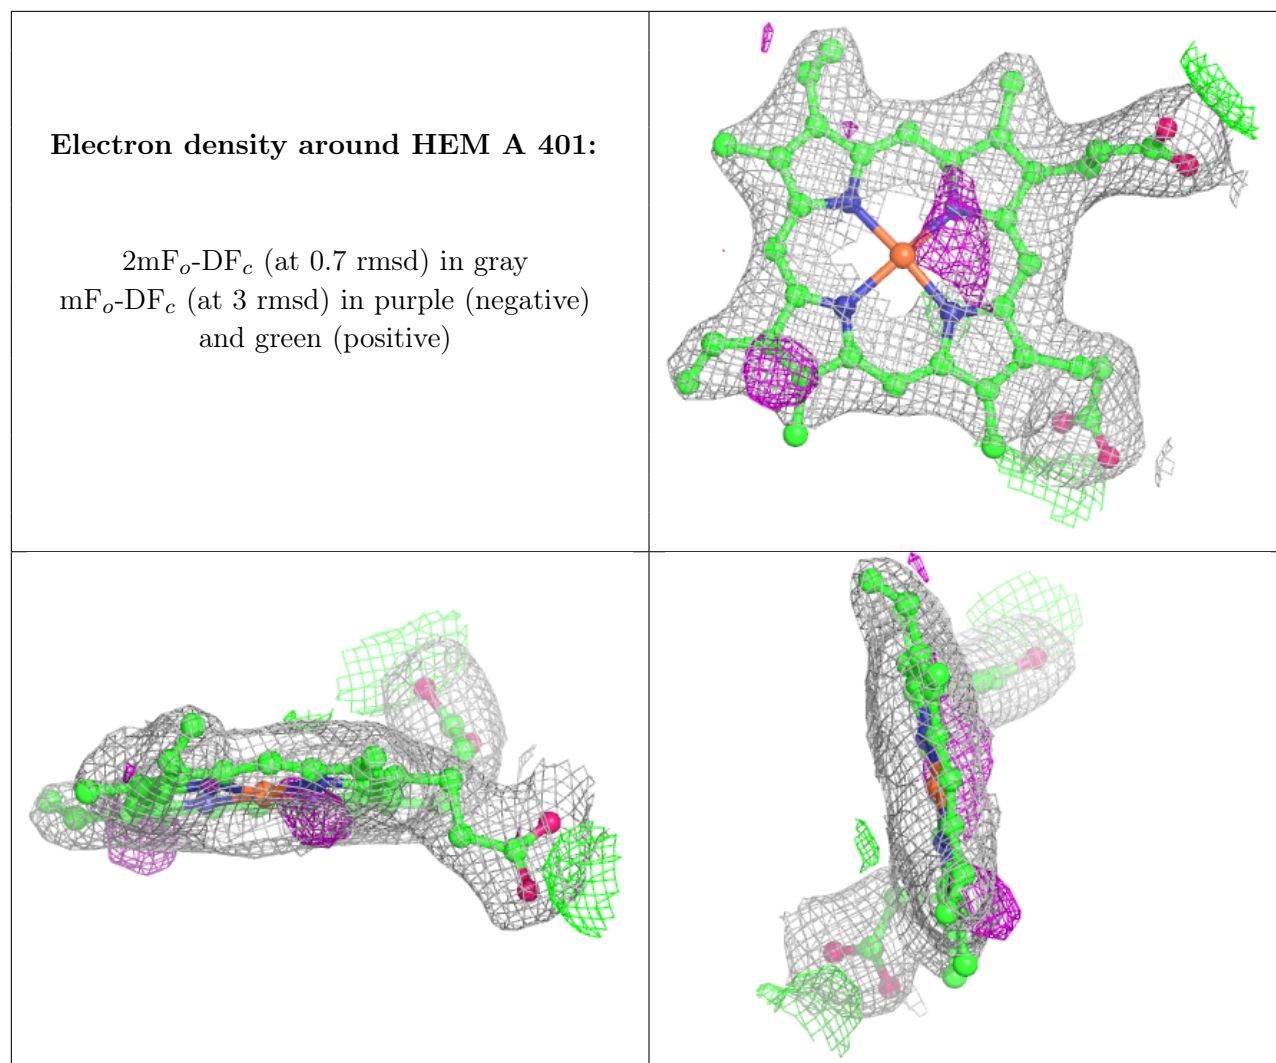 Electron density around HEM A 401:
2mFo-DFc (at 0.7 rmsd) in gray
mFo-DFc (at 3 rmsd) in purple (negative)
and green (positive)